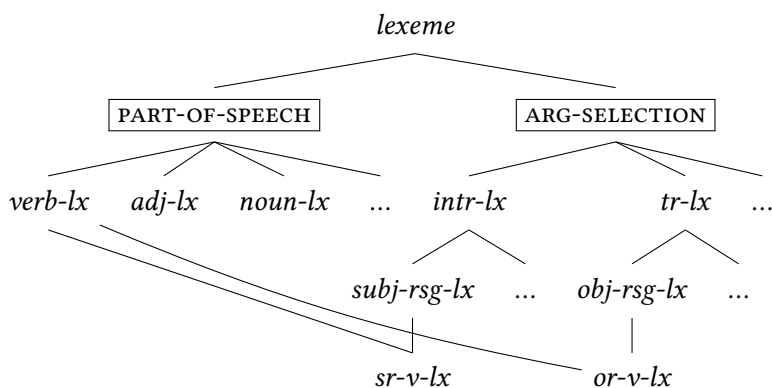 lexeme
PART-OF-SPEECH ARG-SELECTION
verb-lx adj-lx noun-lx ... intr-lx tr-lx ...
subj-rsg-lx ... obj-rsg-lx ...
sr-v-lx or-v-lx